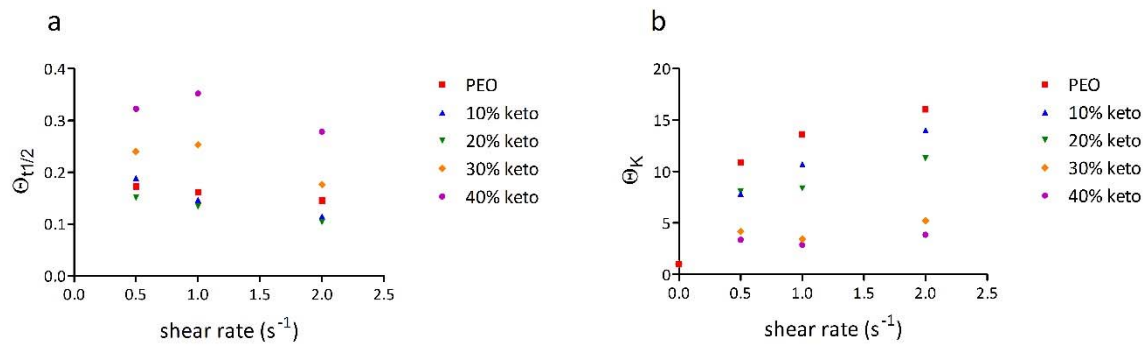 a
0.4
0.3
0.2
0.1
0.0
Θt1/2
0.0 0.5 1.0 1.5 2.0 2.5
shear rate (s⁻¹)
PEO
10% keto
20% keto
30% keto
40% keto
b
20
15
10
5
0
ΘK
0.0 0.5 1.0 1.5 2.0 2.5
shear rate (s⁻¹)
PEO
10% keto
20% keto
30% keto
40% keto